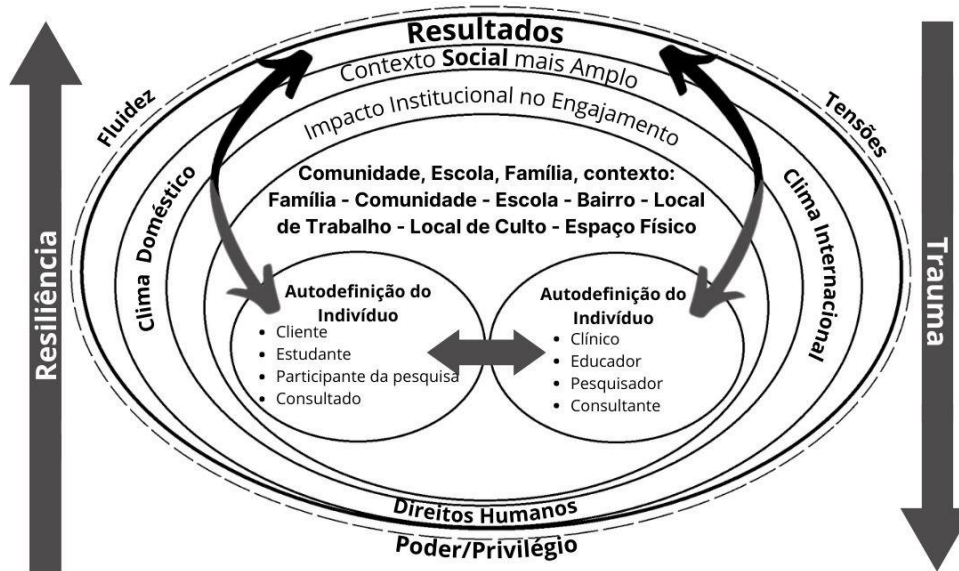 Resultados
Contexto Social mais Amplo
Impacto Institucional no Engajamento
Fluidez
Tensões
Clima Doméstico
Clima Internacional
Resiliência
Trauma
Comunidade, Escola, Família, contexto:
Família - Comunidade - Escola - Bairro - Local
de Trabalho - Local de Culto - Espaço Físico
Autodefinição do
Indivíduo
• Cliente
• Estudante
• Participante da pesquisa
• Consultado
Autodefinição do
Indivíduo
• Clínico
• Educador
• Pesquisador
• Consultante
Direitos Humanos
Poder/Privilégio